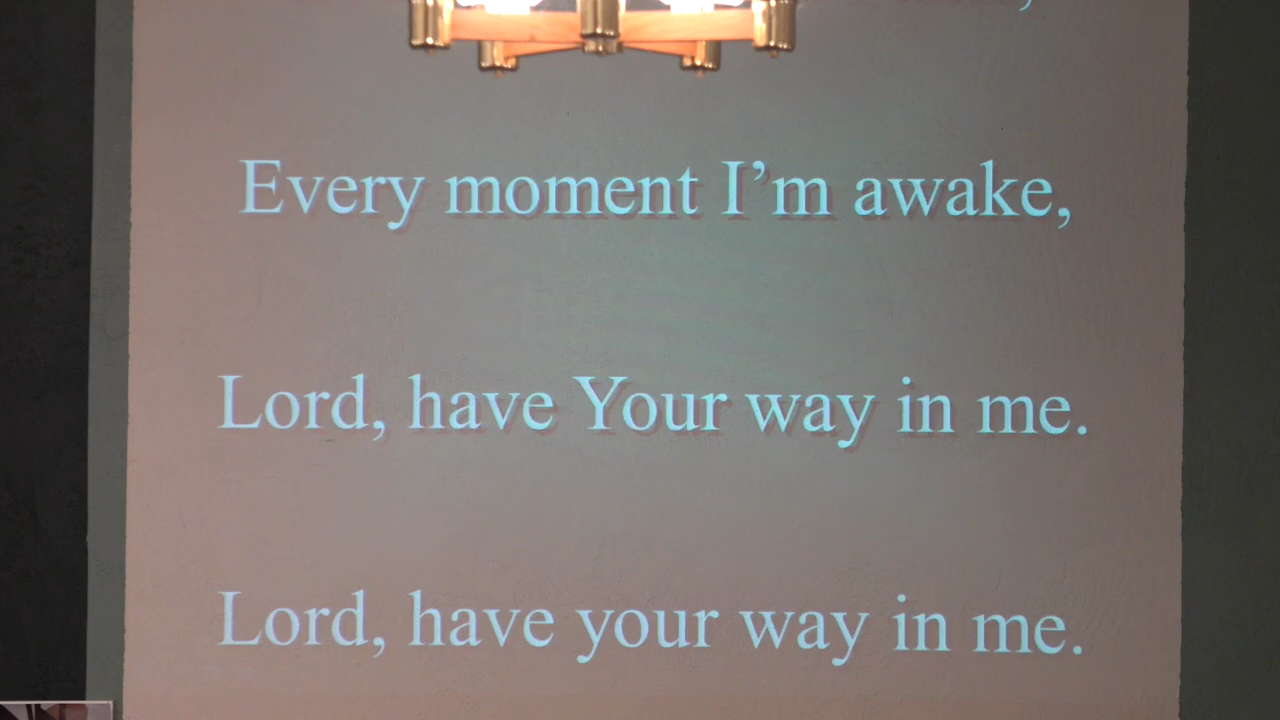 Every moment I’m awake,
Lord, have Your way in me.
Lord, have your way in me.